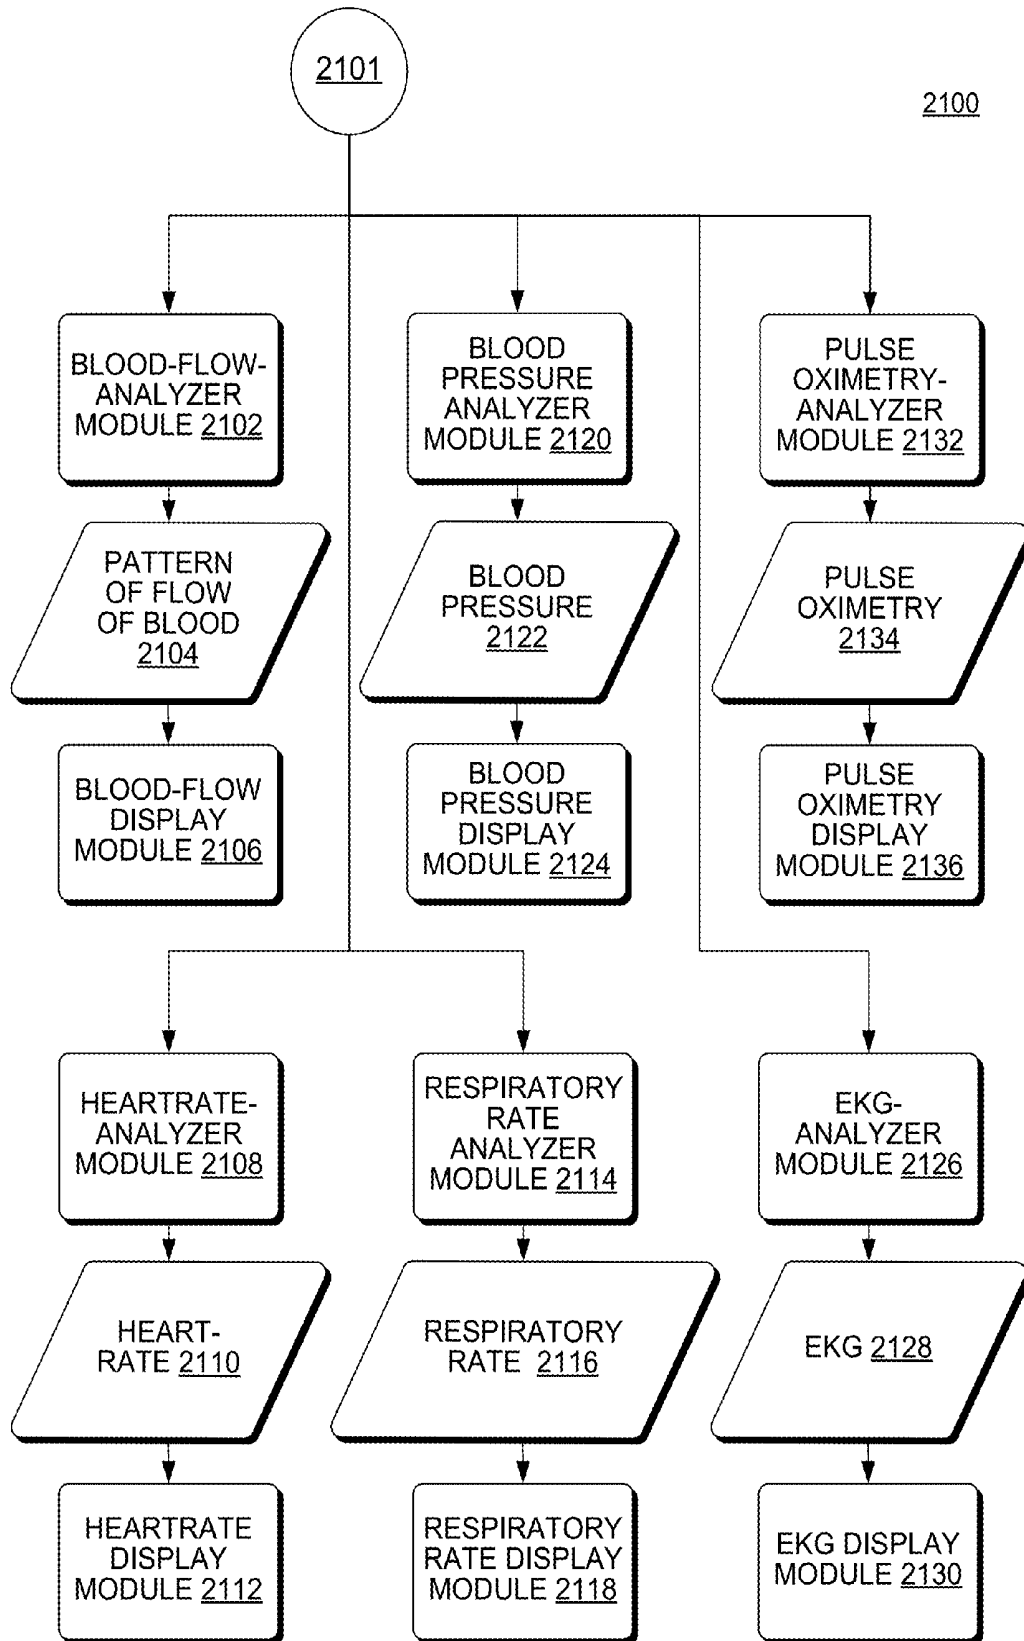 2101
2100
BLOOD-FLOW-
ANALYZER
MODULE 2102
BLOOD
PRESSURE
ANALYZER
MODULE 2120
PULSE
OXIMETRY-
ANALYZER
MODULE 2132
PATTERN
OF FLOW
OF BLOOD
2104
BLOOD
PRESSURE
2122
PULSE
OXIMETRY
2134
BLOOD-FLOW
DISPLAY
MODULE 2106
BLOOD
PRESSURE
DISPLAY
MODULE 2124
PULSE
OXIMETRY
DISPLAY
MODULE 2136
HEARTRATE-
ANALYZER
MODULE 2108
RESPIRATORY
RATE
ANALYZER
MODULE 2114
EKG-
ANALYZER
MODULE 2126
HEART-
RATE 2110
RESPIRATORY
RATE 2116
EKG 2128
HEARTRATE
DISPLAY
MODULE 2112
RESPIRATORY
RATE DISPLAY
MODULE 2118
EKG DISPLAY
MODULE 2130